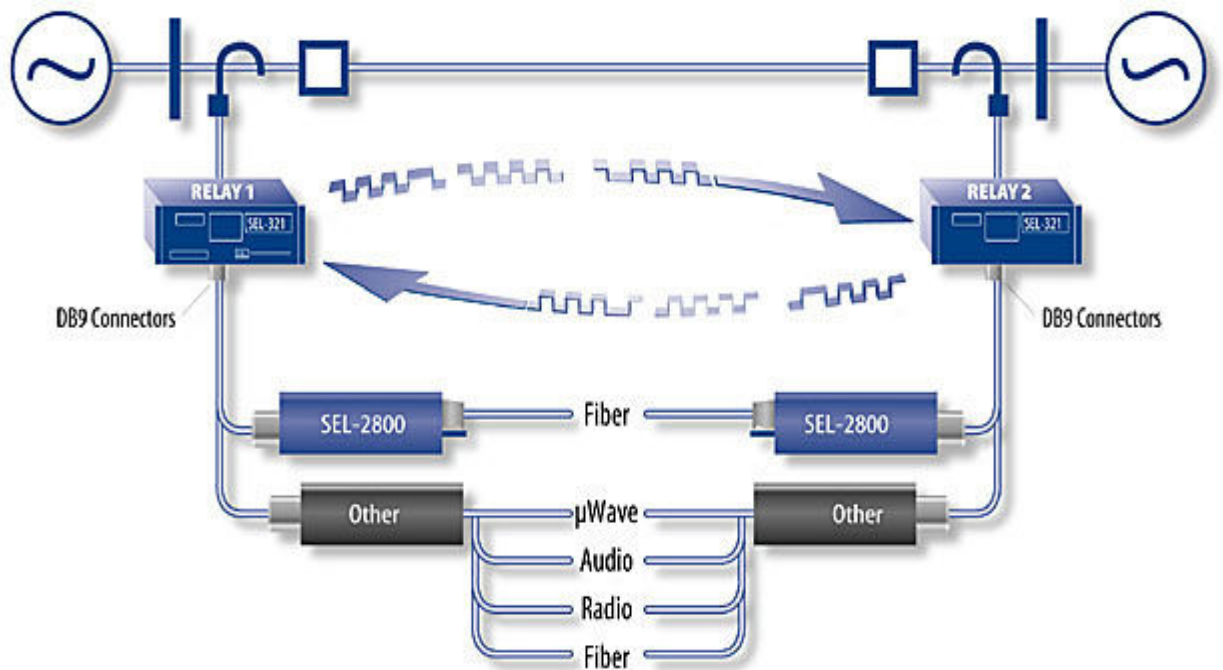 RELAY 1
SEL-321
RELAY 2
SEL-321
DB9 Connectors
DB9 Connectors
SEL-2800
Fiber
SEL-2800
Other
µWave
Other
Audio
Radio
Fiber